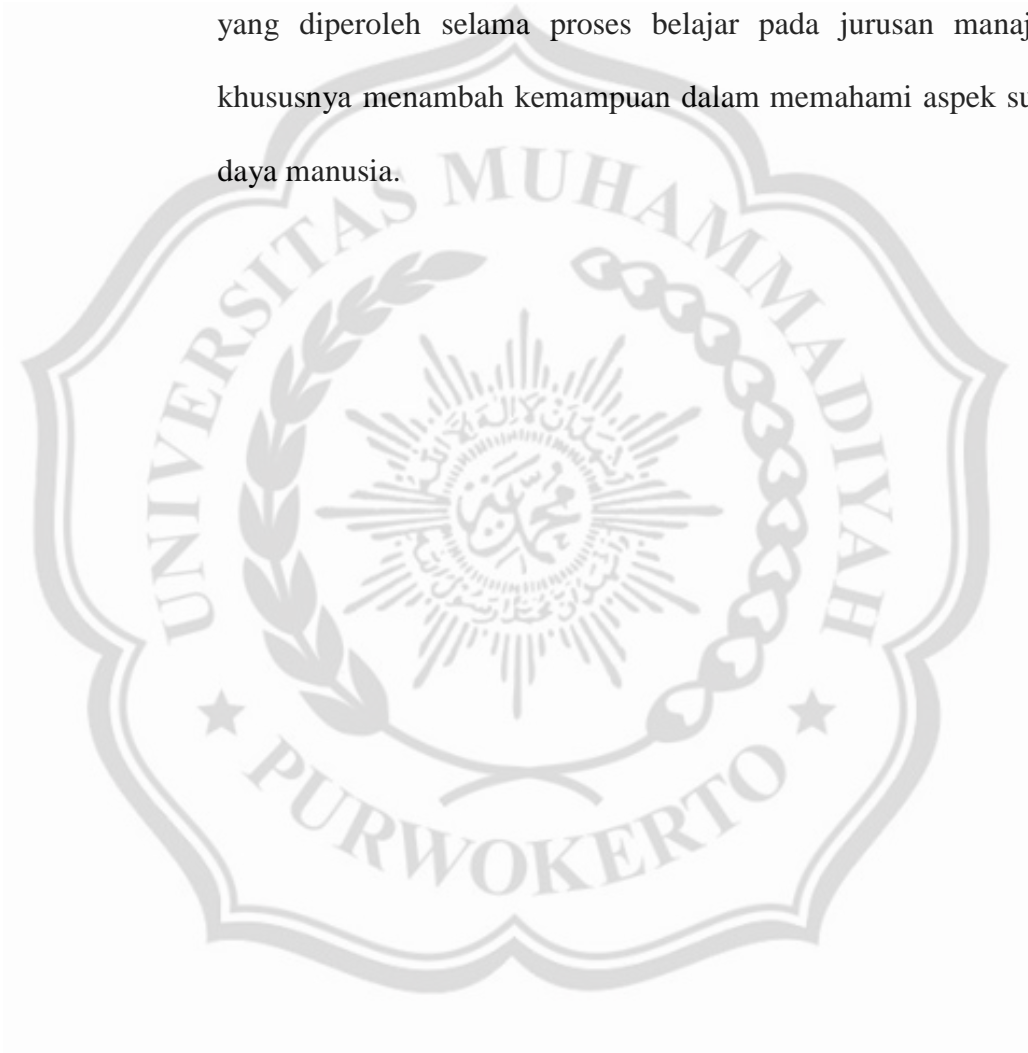 yang diperoleh selama proses belajar pada jurusan manaj
khususnya menambah kemampuan dalam memahami aspek su
daya manusia.
UNIVERSITAS MUHAMMADIYAH
PURWOKERTO